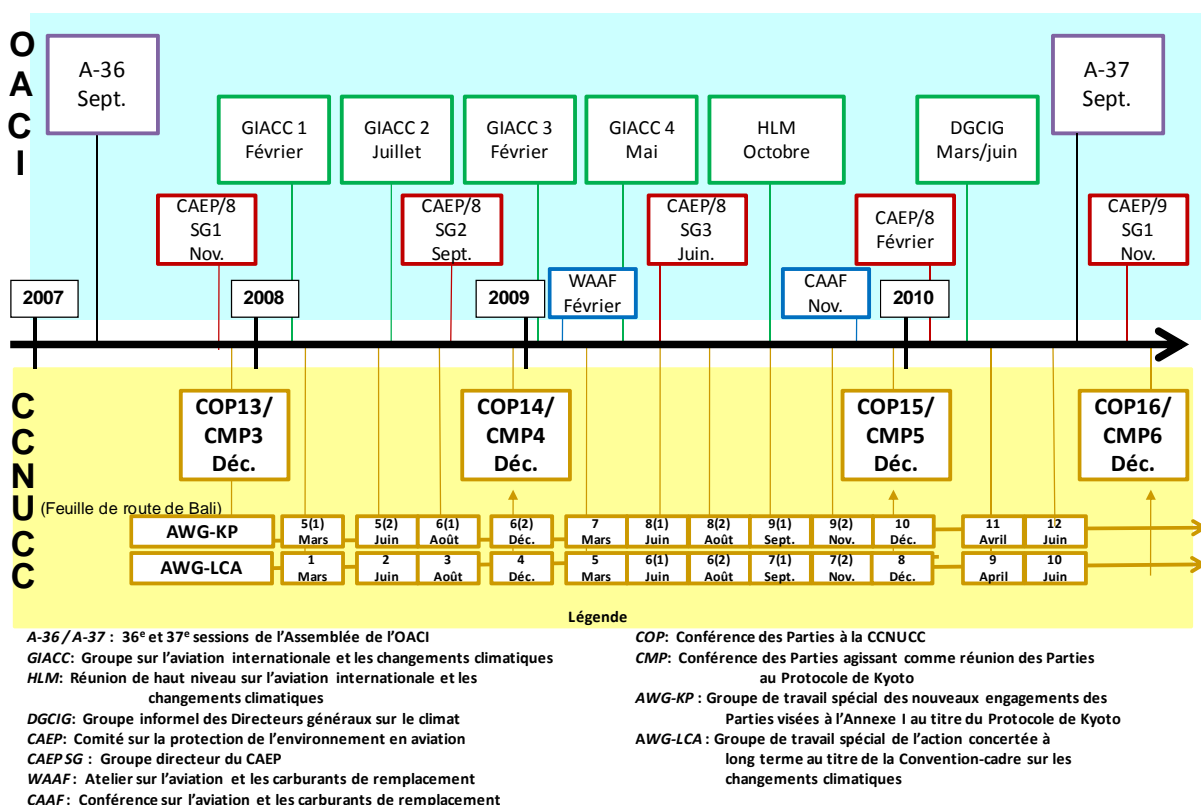 O
A
C
I
A-36
Sept.
A-37
Sept.
GIACC 1
Février
GIACC 2
Juillet
GIACC 3
Février
GIACC 4
Mai
HLM
Octobre
DGCIG
Mars/juin
CAEP/8
SG1
Nov.
CAEP/8
SG2
Sept.
CAEP/8
SG3
Juin.
CAEP/8
Février
CAEP/9
SG1
Nov.
WAAF
Février
CAAF
Nov.
2007
2008
2009
2010
C
C
N
U
C
C
COP13/
CMP3
Déc.
COP14/
CMP4
Déc.
COP15/
CMP5
Déc.
COP16/
CMP6
Déc.
(Feuille de route de Bali)
AWG-KP
5(1)
Mars
5(2)
Juin
6(1)
Août
6(2)
Déc.
7
Mars
8(1)
Juin
8(2)
Août
9(1)
Sept.
9(2)
Nov.
10
Déc.
11
Avril
12
Juin
AWG-LCA
1
Mars
2
Juin
3
Août
4
Déc.
5
Mars
6(1)
Juin
6(2)
Août
7(1)
Sept.
7(2)
Nov.
8
Déc.
9
April
10
Juin
Légende
A-36 / A-37 : 36e et 37e sessions de l'Assemblée de l'OACI
GIACC: Groupe sur l'aviation internationale et les changements climatiques
HLM: Réunion de haut niveau sur l'aviation internationale et les
changements climatiques
DGCIG: Groupe informel des Directeurs généraux sur le climat
CAEP: Comité sur la protection de l'environnement en aviation
CAEP SG : Groupe directeur du CAEP
WAAF : Atelier sur l'aviation et les carburants de remplacement
CAAF : Conférence sur l'aviation et les carburants de remplacement
COP: Conférence des Parties à la CCNUCC
CMP: Conférence des Parties agissant comme réunion des Parties
au Protocole de Kyoto
AWG-KP : Groupe de travail spécial des nouveaux engagements des
Parties visées à l'Annexe I au titre du Protocole de Kyoto
AWG-LCA : Groupe de travail spécial de l'action concertée à
long terme au titre de la Convention-cadre sur les
changements climatiques